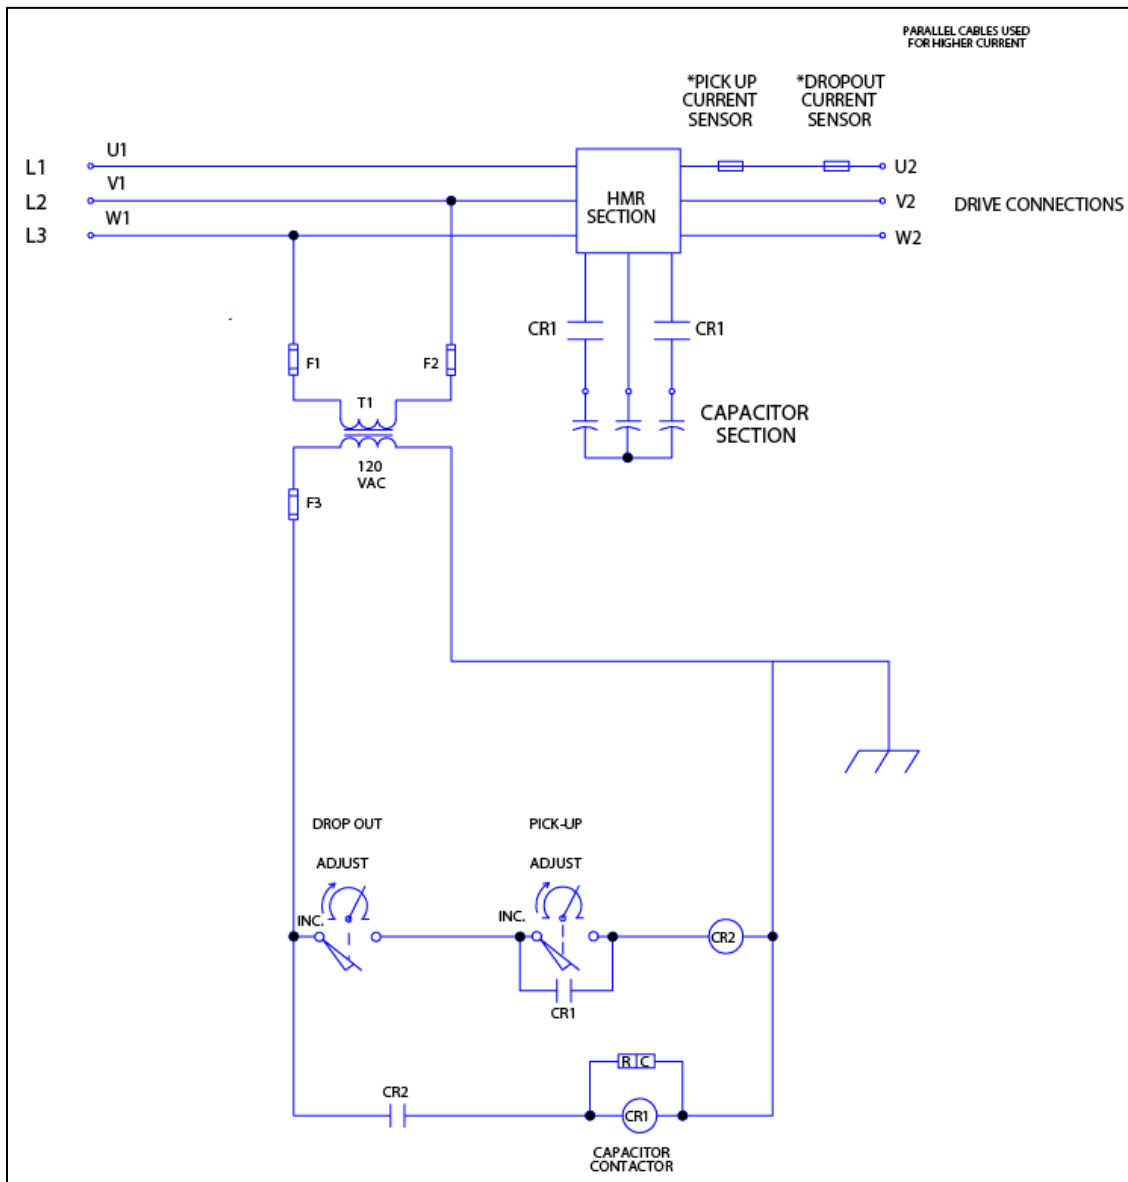 PARALLEL CABLES USED
FOR HIGHER CURRENT
*PICK UP
CURRENT
SENSOR
*DROPOUT
CURRENT
SENSOR
L1
U1
HMR
SECTION
U2
L2
V1
V2
DRIVE CONNECTIONS
L3
W1
W2
CR1
CR1
F1
F2
T1
CAPACITOR
SECTION
120
VAC
F3
DROP OUT
ADJUST
INC.
PICK-UP
ADJUST
INC.
CR2
CR1
R C
CR2
CR1
CAPACITOR
CONTACTOR